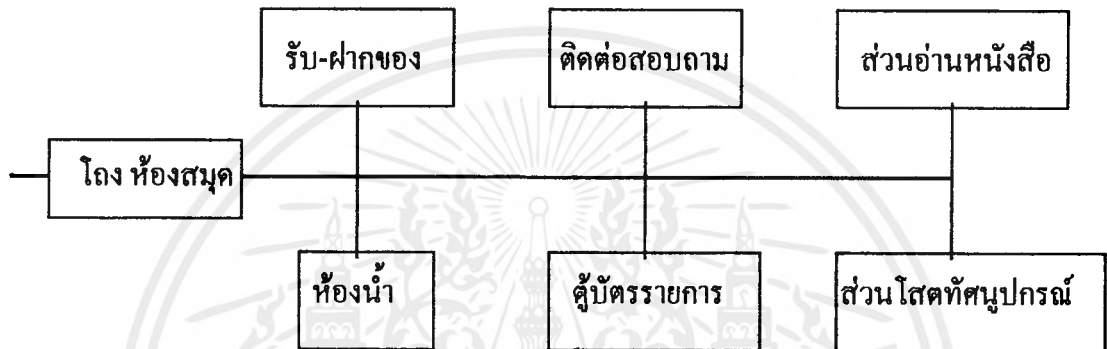 รับ-ฝากของ
ติดต่อสอบถาม
ส่วนอ่านหนังสือ
โถง ห้องสมุด
ห้องน้ำ
ตู้บัตรรายการ
ส่วนโสตทัศนูปกรณ์